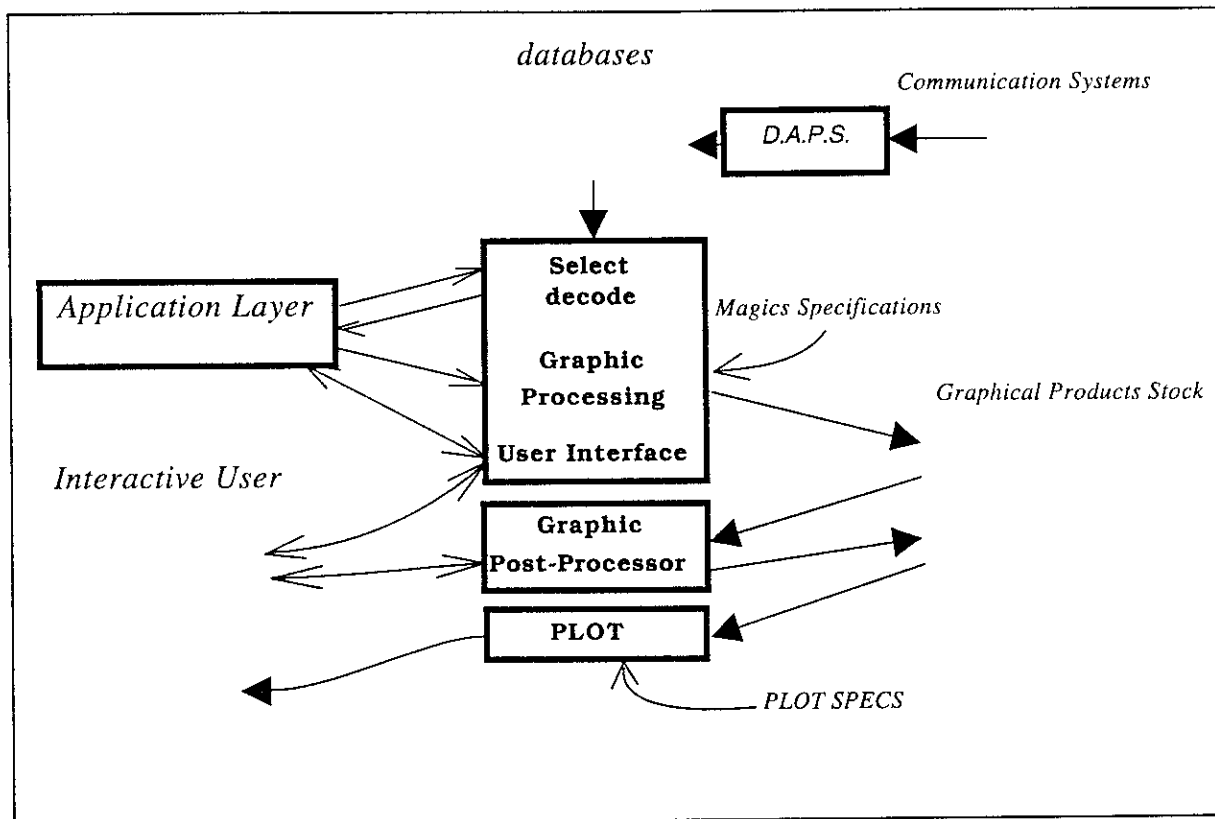 databases
Communication Systems
D.A.P.S.
Select
decode
Application Layer
Magics Specifications
Graphic
Processing
Graphical Products Stock
User Interface
Interactive User
Graphic
Post-Processor
PLOT
PLOT SPECS